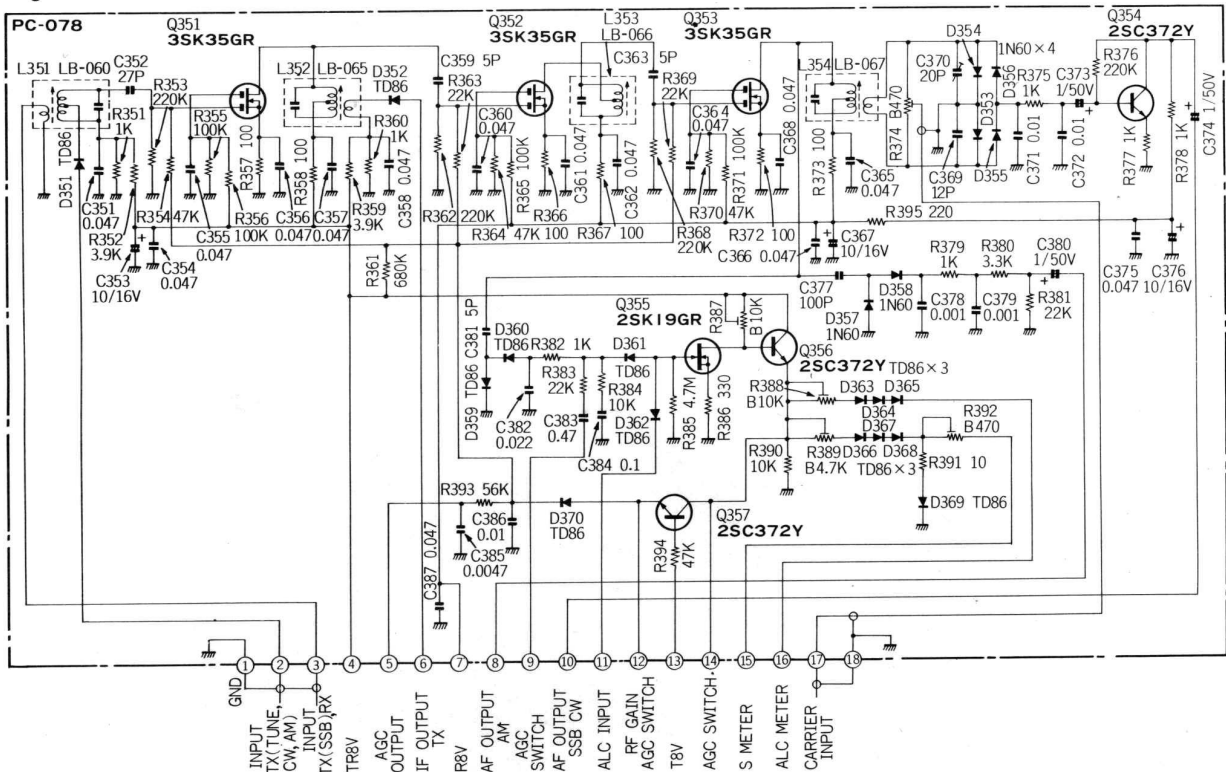 PC-078
Q351
3SK35GR
Q352
3SK35GR
L353
LB-066
Q353
3SK35GR
Q354
2SC372Y
L351 LB-060
C352
27P
R353
220K
R351
1K
R355
100K
L352 LB-065
D352
TD86
R360
1K
C359 5P
R363
22K
C360
0.047
C363 5P
R369
22K
C364
0.047
C368 0.047
L354 LB-067
D354
1N60×4
C370
20P
D356
D353
R375
1K
C373
1/50V
R376
220K
D351 TD86
C351
0.047
R352
3.9K
C353
10/16V
C354
0.047
R354 47K
C355
0.047
R356
100K
R357 100
C356
0.047
R358 100
C357
0.047
R359
3.9K
C358 0.047
R362 220K
R364 47K
R365 100K
R366
100
C361 0.047
R367 100
C362 0.047
R368
220K
R370 47K
R371 100K
R372 100
C366 0.047
R373 100
C367
10/16V
C365
0.047
R374 B470
C369
12P
D355
C371 0.01
C372 0.01
R377 1K
R378 1K
C374 1/50V
R395 220
R361
680K
C377
100P
D357
1N60
D358
1N60
R379
1K
C378
0.001
R380
3.3K
C379
0.001
C380
1/50V
R381
22K
C375
0.047
C376
10/16V
C381 5P
D360
TD86
D359 TD86
R382 1K
R383
22K
C382
0.022
C383
0.47
D361
TD86
R384
10K
C384 0.1
D362
TD86
Q355
2SK19GR
R385 4.7M
R386 330
R387
B10K
Q356
2SC372Y
TD86×3
R388
B10K
D363
D365
D364
D367
R389
B4.7K
D366
D368
TD86×3
R390
10K
R392
B470
R391 10
D369 TD86
R393 56K
C386
0.01
C385
0.0047
C387 0.047
D370
TD86
Q357
2SC372Y
R394
47K
1
2
3
4
5
6
7
8
9
10
11
12
13
14
15
16
17
18
GND
INPUT
TX(TUNE,
CW,AM)
INPUT
TX(SSB),RX
TR8V
AGC
OUTPUT
IF OUTPUT
TX
R8V
AF OUTPUT
AM
AGC
SWITCH
AF OUTPUT
SSB CW
ALC INPUT
RF GAIN
AGC SWITCH
T8V
AGC SWITCH
S METER
ALC METER
CARRIER
INPUT